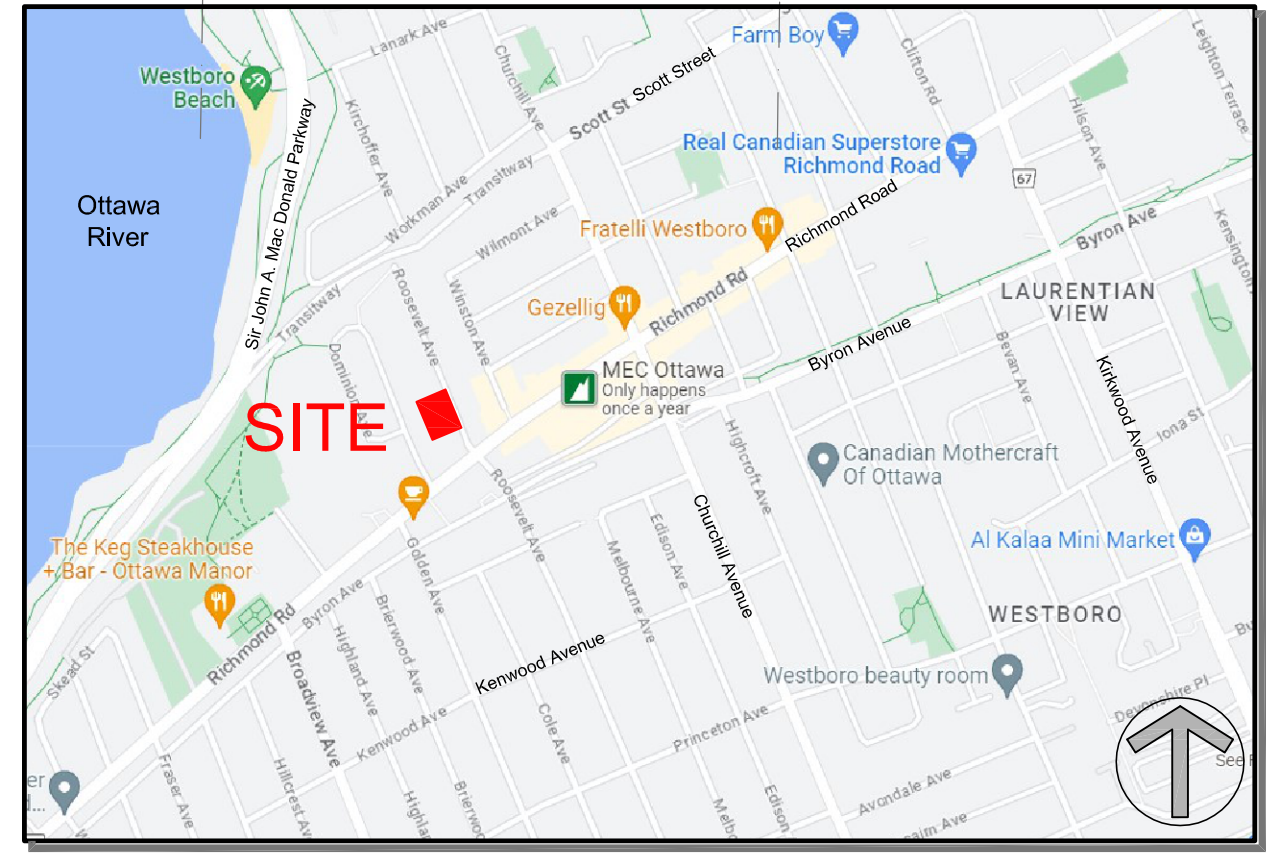 Lanark Ave
Churchill Ave
Farm Boy
Clifton Rd
Leighton Terrace
Westboro
Beach
Kirchoffer Ave
Scott St
Scott Street
Hilson Ave
Real Canadian Superstore
Richmond Road
67
Sir John A. Mac Donald Parkway
Workman Ave
Transitway
Ottawa
River
Wilmont Ave
Fratelli Westboro
Richmond Road
Byron Ave
Kensington
Roosevelt Ave
Winston Ave
Gezellig
Richmond Rd
LAURENTIAN
VIEW
Transitway
Dominion Ave
Byron Avenue
Bevan Ave
MEC Ottawa
Only happens
once a year
Kirkwood Avenue
SITE
Iona St
Highcroft Ave
Canadian Mothercraft
Of Ottawa
Roosevelt Ave
Churchill Avenue
Edison Ave
Melbourne Ave
Golden Ave
Al Kalaa Mini Market
The Keg Steakhouse
+ Bar - Ottawa Manor
Byron Ave
Brierwood Ave
Highland Ave
Richmond Rd
WESTBORO
Skead St
Broadview Ave
Kenwood Avenue
Westboro beauty room
Devonshire Pl
Kenwood Ave
Cole Ave
Princeton Ave
Fraser Ave
Hillcrest Av
Avondale Ave
Edison
See